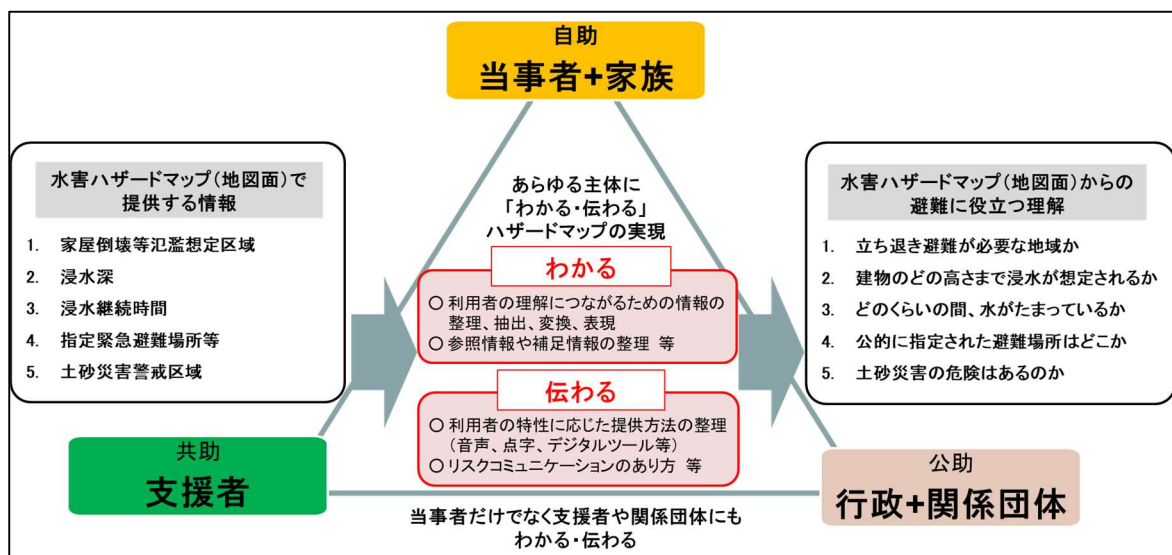 自助
当事者+家族
水害ハザードマップ(地図面)で
提供する情報
1. 家屋倒壊等氾濫想定区域
2. 浸水深
3. 浸水継続時間
4. 指定緊急避難場所等
5. 土砂災害警戒区域
あらゆる主体に
「わかる・伝わる」
ハザードマップの実現
わかる
○ 利用者の理解につながるための情報の
整理、抽出、変換、表現
○ 参照情報や補足情報の整理 等
伝わる
○ 利用者の特性に応じた提供方法の整理
(音声、点字、デジタルツール等)
○ リスクコミュニケーションのあり方 等
水害ハザードマップ(地図面)からの
避難に役立つ理解
1. 立ち退き避難が必要な地域か
2. 建物のどの高さまで浸水が想定されるか
3. どのくらいの間、水がたまっているか
4. 公的に指定された避難場所はどこか
5. 土砂災害の危険はあるのか
共助
支援者
公助
行政+関係団体
当事者だけでなく支援者や関係団体にも
わかる・伝わる